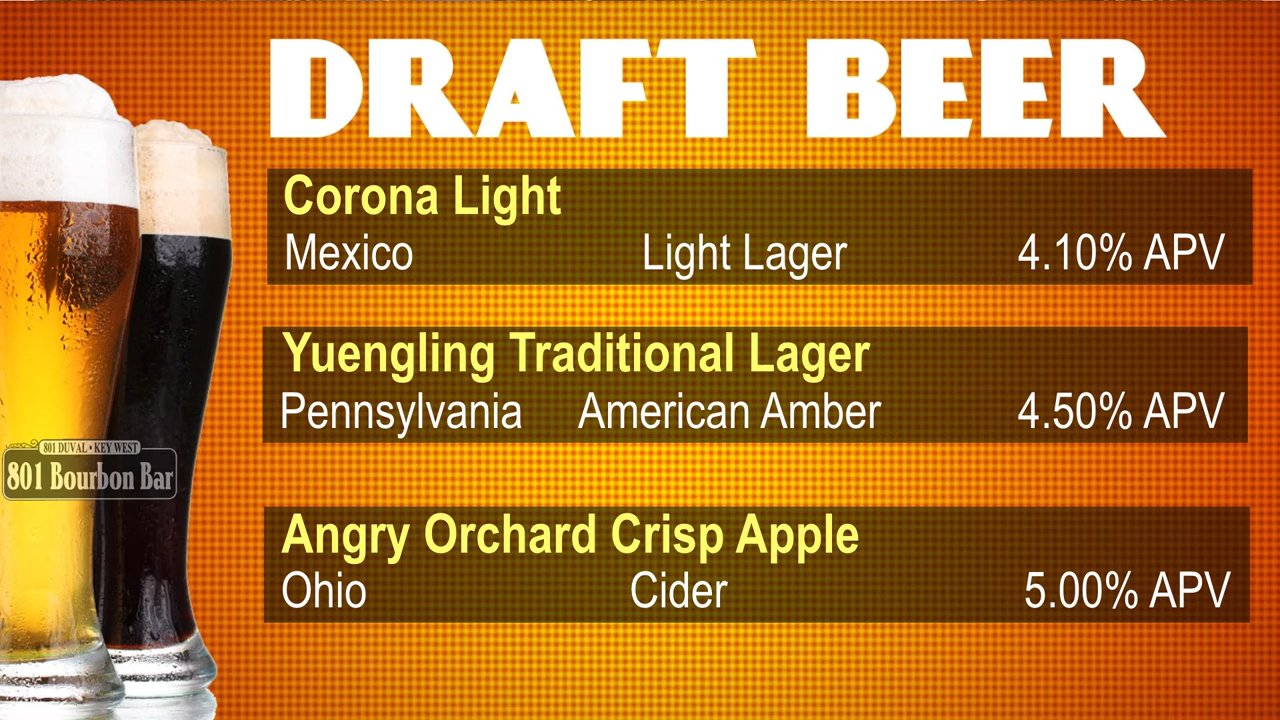 DRAFT BEER
Corona Light
Mexico Light Lager 4.10% APV
Yuengling Traditional Lager
Pennsylvania American Amber 4.50% APV
801 DUVAL • KEY WEST
801 Bourbon Bar
Angry Orchard Crisp Apple
Ohio Cider 5.00% APV